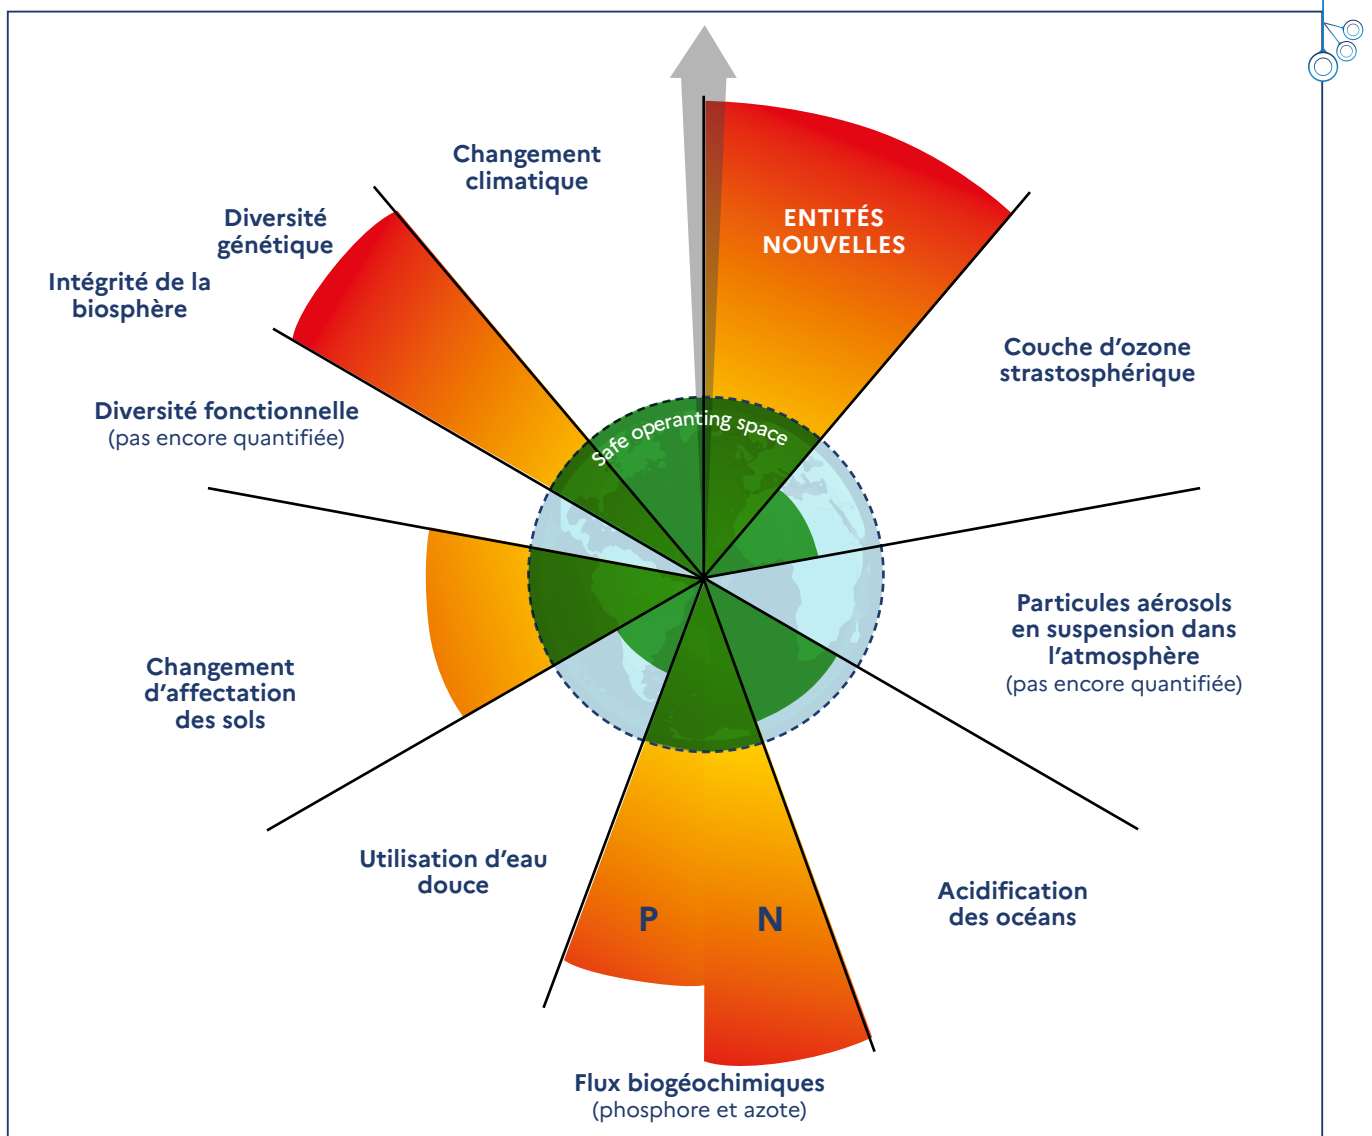 Changement
climatique
ENTITÉS
NOUVELLES
Diversité
génétique
Intégrité de la
biosphère
Couche d'ozone
strastosphérique
Diversité fonctionnelle
(pas encore quantifiée)
Safe operanting space
Particules aérosols
en suspension dans
l'atmosphère
(pas encore quantifiée)
Changement
d'affectation
des sols
Utilisation d'eau
douce
P
N
Acidification
des océans
Flux biogéochimiques
(phosphore et azote)